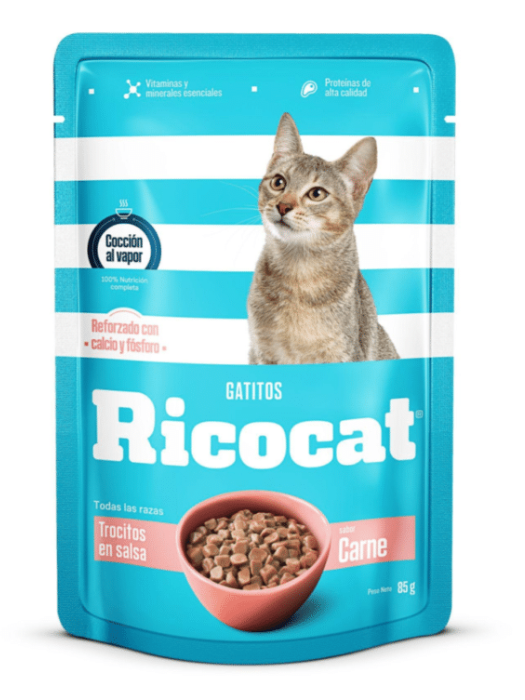 Vitaminas y
minerales esenciales
Proteínas de
alta calidad
Cocción
al vapor
100% Nutrición
completa
Reforzado con
• calcio y fósforo •
GATITOS
Ricocat®
Todas las razas
Trocitos
en salsa
sabor
Carne
Peso Neto 85 g